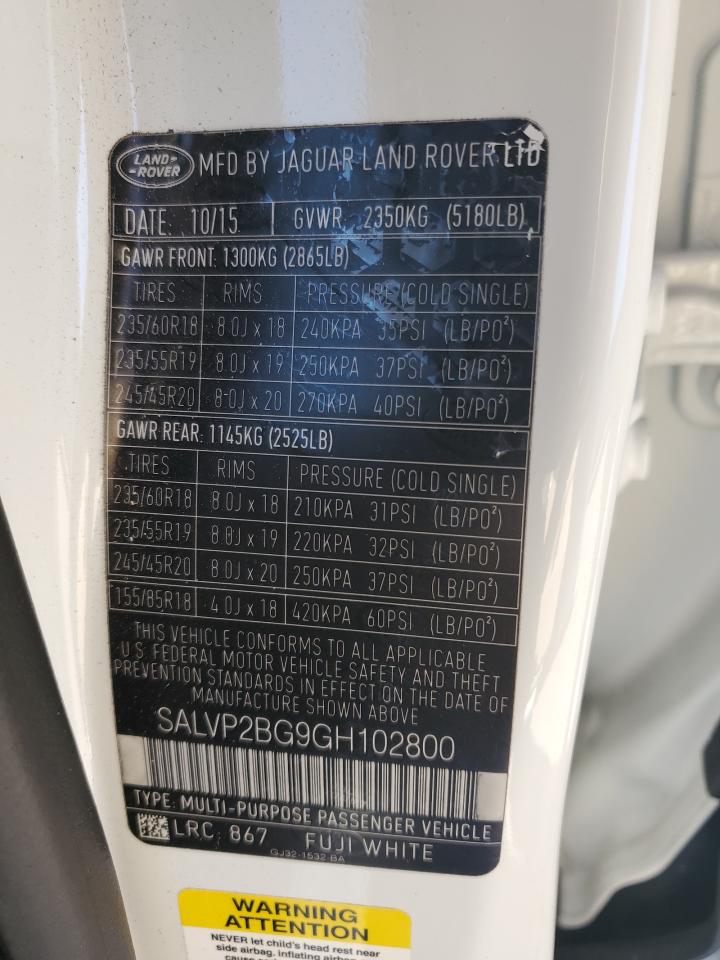 LAND-
-ROVER
MFD BY JAGUAR LAND ROVER LTD
DATE: 10/15 GVWR 2350KG (5180LB)
GAWR FRONT: 1300KG (2865LB)
TIRES RIMS PRESSURE (COLD SINGLE)
235/60R18 8.0J x 18 240KPA 35PSI (LB/PO²)
235/55R19 8.0J x 19 250KPA 37PSI (LB/PO²)
245/45R20 8.0J x 20 270KPA 40PSI (LB/PO²)
GAWR REAR: 1145KG (2525LB)
TIRES RIMS PRESSURE (COLD SINGLE)
235/60R18 8.0J x 18 210KPA 31PSI (LB/PO²)
235/55R19 8.0J x 19 220KPA 32PSI (LB/PO²)
245/45R20 8.0J x 20 250KPA 37PSI (LB/PO²)
155/85R18 4.0J x 18 420KPA 60PSI (LB/PO²)
THIS VEHICLE CONFORMS TO ALL APPLICABLE
U.S. FEDERAL MOTOR VEHICLE SAFETY AND THEFT
PREVENTION STANDARDS IN EFFECT ON THE DATE OF
MANUFACTURE SHOWN ABOVE
SALVP2BG9GH102800
TYPE: MULTI-PURPOSE PASSENGER VEHICLE
LRC: 867 FUJI WHITE
GJ32-1532-BA
WARNING
ATTENTION
NEVER let child's head rest near
side airbag, inflating airbag can